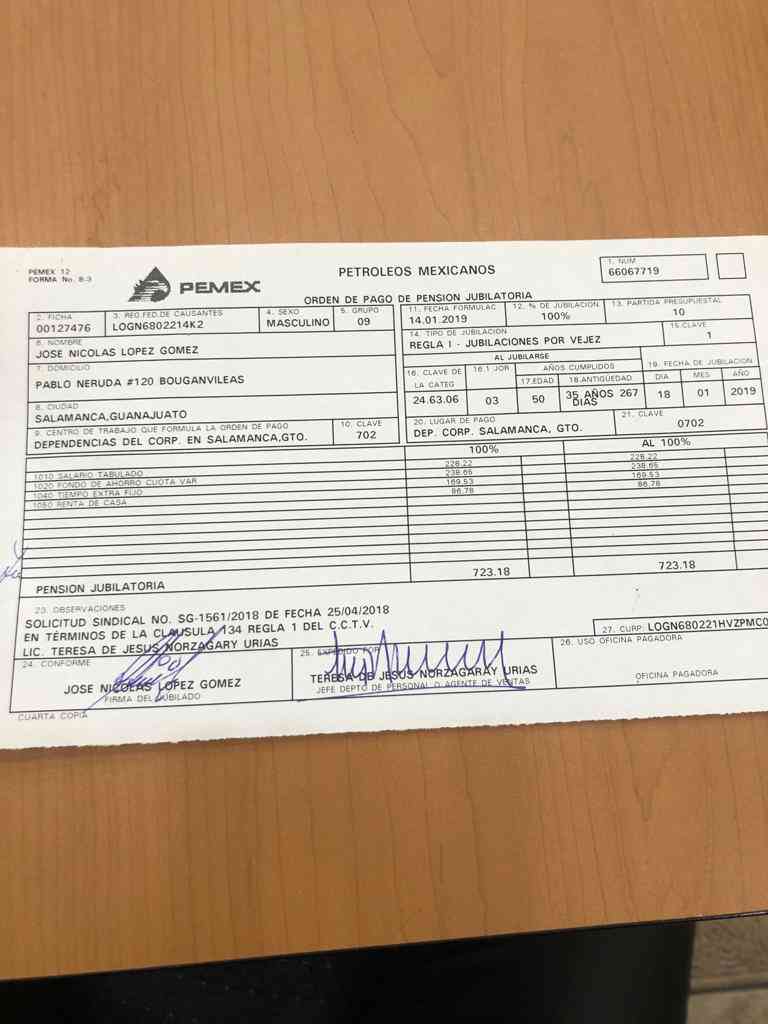 PEMEX 12
FORMA No. B-3
PEMEX
PETROLEOS MEXICANOS
ORDEN DE PAGO DE PENSION JUBILATORIA
1. NUM
66067719
2. FICHA
00127476
3. REG.FED.DE CAUSANTES
LOGN6802214K2
4. SEXO
MASCULINO
5. GRUPO
09
6. NOMBRE
JOSE NICOLAS LOPEZ GOMEZ
7. DOMICILIO
PABLO NERUDA #120 BOUGANVILEAS
8. CIUDAD
SALAMANCA,GUANAJUATO
9. CENTRO DE TRABAJO QUE FORMULA LA ORDEN DE PAGO
DEPENDENCIAS DEL CORP. EN SALAMANCA,GTO.
10. CLAVE
702
11. FECHA FORMULAC
14.01.2019
12. % DE JUBILACION
100%
13. PARTIDA PRESUPUESTAL
10
14. TIPO DE JUBILACION
REGLA I - JUBILACIONES POR VEJEZ
15.CLAVE
1
AL JUBILARSE
16. CLAVE DE
LA CATEG
24.63.06
16.1 JOR
03
AÑOS CUMPLIDOS
17.EDAD
50
18.ANTIGÜEDAD
35 AÑOS 267
DIAS
19. FECHA DE JUBILACION
DIA MES AÑO
18 01 2019
20. LUGAR DE PAGO
DEP. CORP. SALAMANCA, GTO.
21. CLAVE
0702
100% AL 100%
1010 SALARIO TABULADO 228.22 228.22
1020 FONDO DE AHORRO CUOTA VAR 238.65 238.65
1040 TIEMPO EXTRA FIJO 169.53 169.53
1050 RENTA DE CASA 86.78 86.78
PENSION JUBILATORIA 723.18 723.18
23. OBSERVACIONES
SOLICITUD SINDICAL NO. SG-1561/2018 DE FECHA 25/04/2018
EN TÉRMINOS DE LA CLAUSULA 134 REGLA 1 DEL C.C.T.V.
LIC. TERESA DE JESUS NORZAGARY URIAS
27. CURP. LOGN680221HVZPMC0
24. CONFORME
JOSE NICOLAS LOPEZ GOMEZ
FIRMA DEL JUBILADO
25. EXPEDIDO POR
TERESA DE JESUS NORZAGARAY URIAS
JEFE DEPTO DE PERSONAL O AGENTE DE VENTAS
26. USO OFICINA PAGADORA
OFICINA PAGADORA
CUARTA COPIA